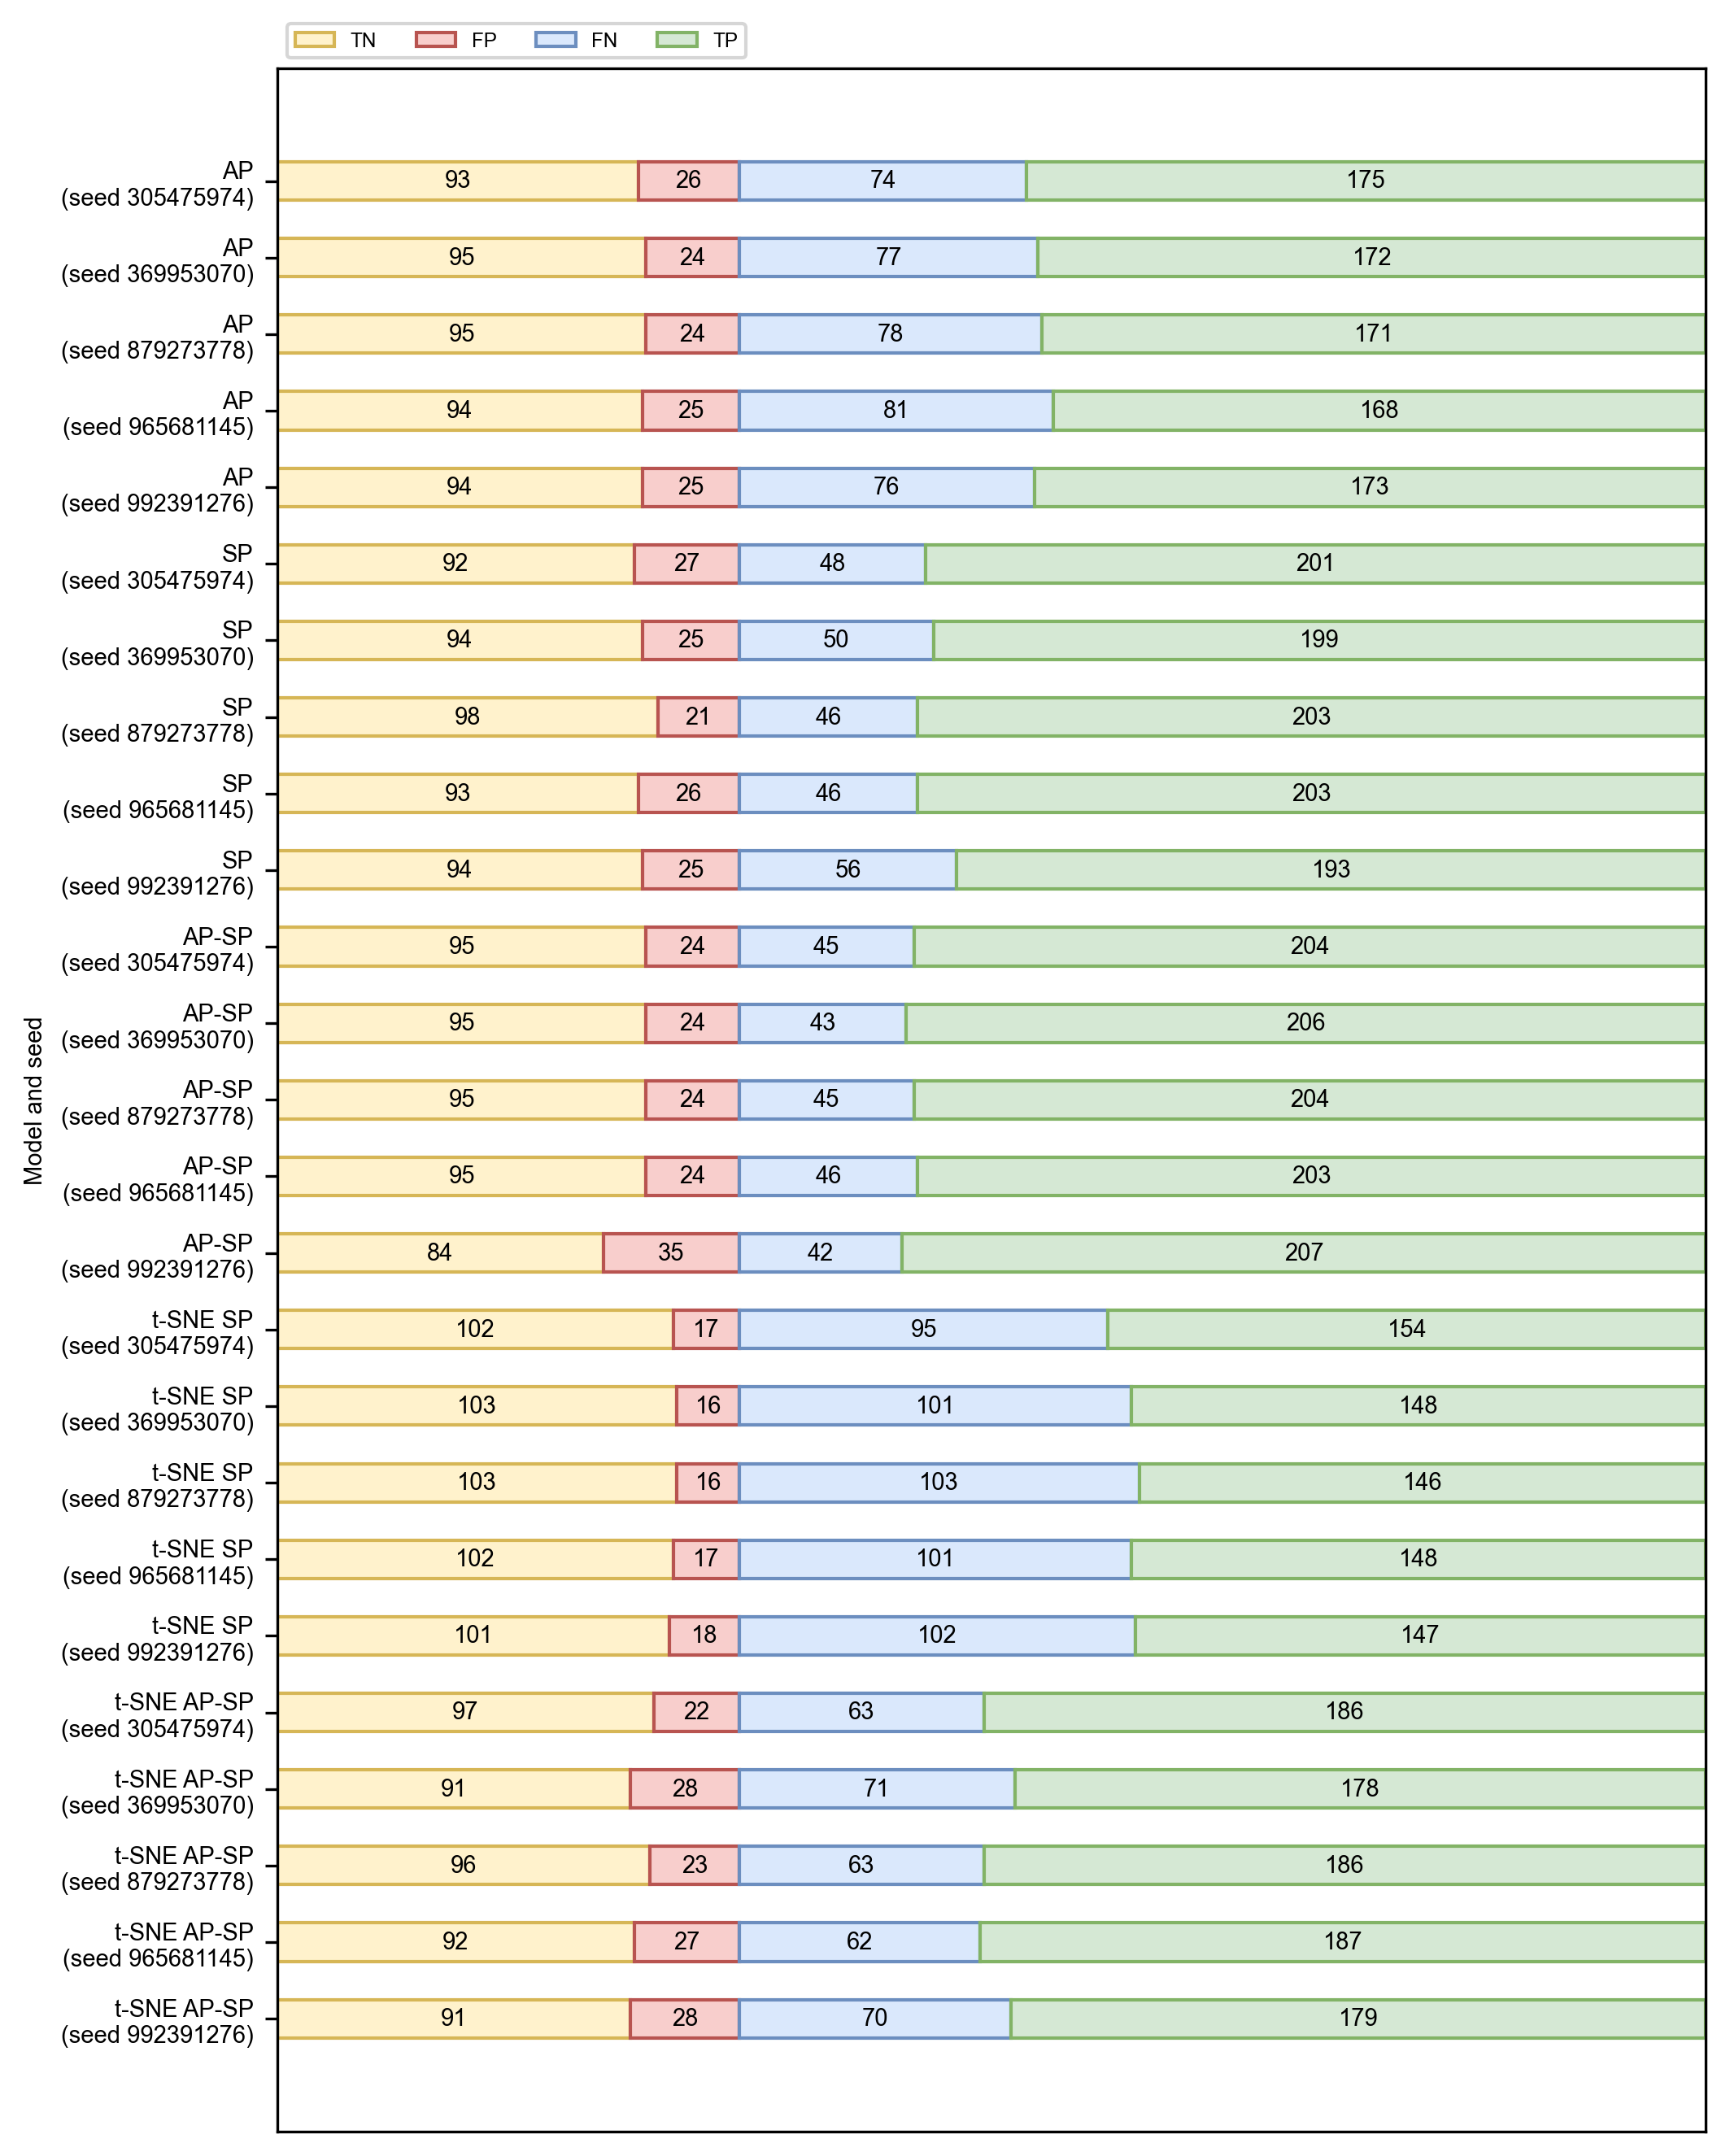 TN FP FN TP
AP
(seed 305475974)
93 26 74 175
AP
(seed 369953070)
95 24 77 172
AP
(seed 879273778)
95 24 78 171
AP
(seed 965681145)
94 25 81 168
AP
(seed 992391276)
94 25 76 173
SP
(seed 305475974)
92 27 48 201
SP
(seed 369953070)
94 25 50 199
SP
(seed 879273778)
98 21 46 203
SP
(seed 965681145)
93 26 46 203
SP
(seed 992391276)
94 25 56 193
AP-SP
(seed 305475974)
95 24 45 204
AP-SP
(seed 369953070)
95 24 43 206
AP-SP
(seed 879273778)
95 24 45 204
AP-SP
(seed 965681145)
95 24 46 203
AP-SP
(seed 992391276)
84 35 42 207
t-SNE SP
(seed 305475974)
102 17 95 154
t-SNE SP
(seed 369953070)
103 16 101 148
t-SNE SP
(seed 879273778)
103 16 103 146
t-SNE SP
(seed 965681145)
102 17 101 148
t-SNE SP
(seed 992391276)
101 18 102 147
t-SNE AP-SP
(seed 305475974)
97 22 63 186
t-SNE AP-SP
(seed 369953070)
91 28 71 178
t-SNE AP-SP
(seed 879273778)
96 23 63 186
t-SNE AP-SP
(seed 965681145)
92 27 62 187
t-SNE AP-SP
(seed 992391276)
91 28 70 179
Model and seed